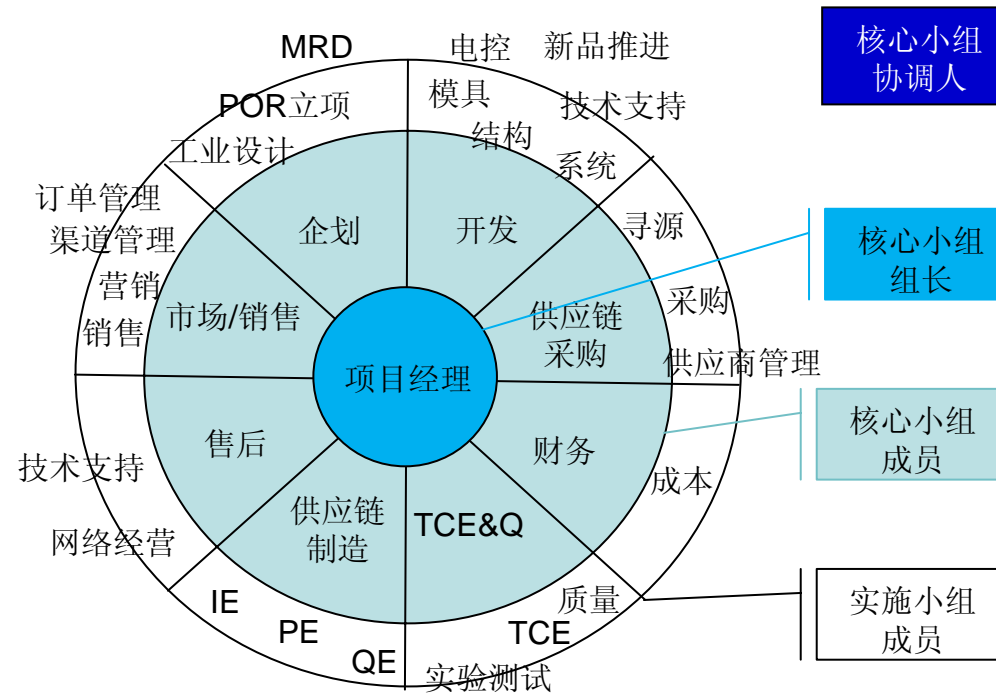 MRD
电控
新品推进
核心小组
协调人
模具
POR立项
技术支持
结构
工业设计
系统
订单管理
渠道管理
企划
开发
寻源
核心小组
组长
营销
采购
市场/销售
供应链
采购
销售
供应商管理
项目经理
售后
财务
核心小组
成员
技术支持
成本
供应链
制造
TCE&Q
网络经营
IE
质量
实施小组
成员
PE
TCE
QE
实验测试